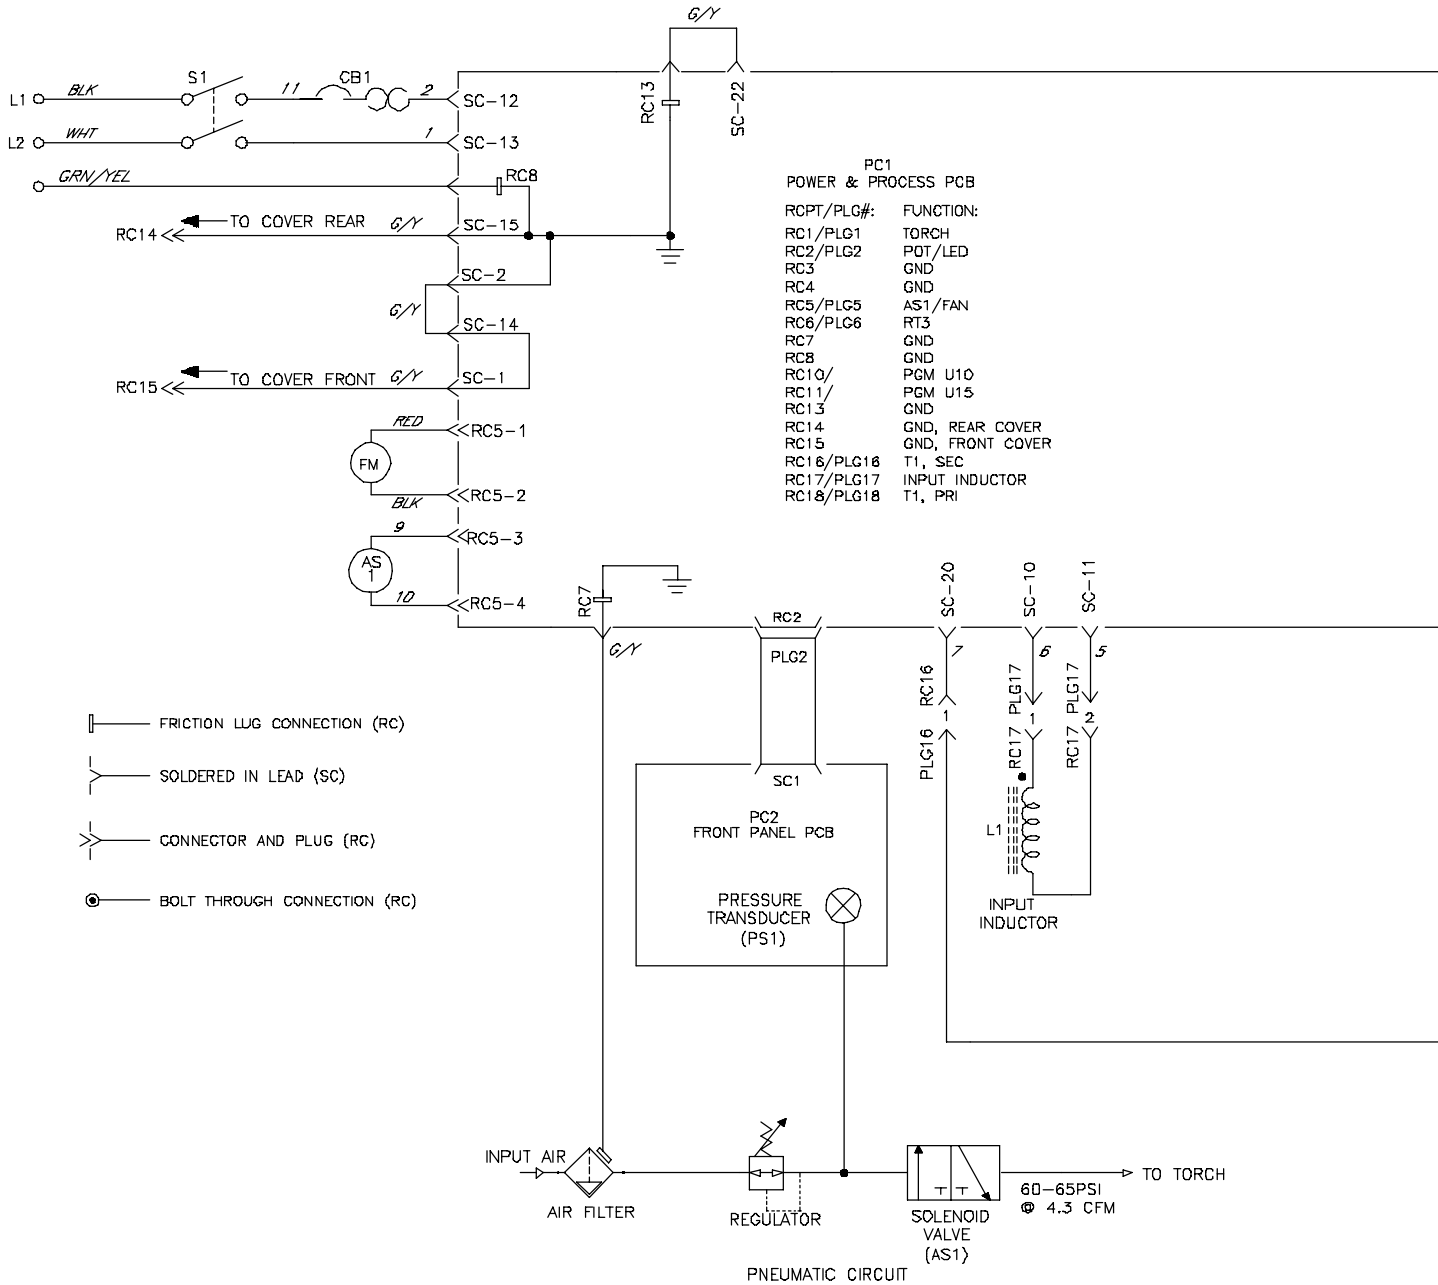 G/Y
L1
BLK
S1
11
CB1
2
SC-12
L2
WHT
1
SC-13
RC13
SC-22
GRN/YEL
RC8
TO COVER REAR
G/Y
SC-15
RC14
SC-2
G/Y
SC-14
TO COVER FRONT
G/Y
SC-1
RC15
RED
RC5-1
FM
BLK
RC5-2
9
RC5-3
AS
1
10
RC5-4
PC1
POWER & PROCESS PCB
RCPT/PLG#: FUNCTION:
RC1/PLG1 TORCH
RC2/PLG2 POT/LED
RC3 GND
RC4 GND
RC5/PLG5 AS1/FAN
RC6/PLG6 RT3
RC7 GND
RC8 GND
RC10/ PGM U10
RC11/ PGM U15
RC13 GND
RC14 GND, REAR COVER
RC15 GND, FRONT COVER
RC16/PLG16 T1, SEC
RC17/PLG17 INPUT INDUCTOR
RC18/PLG18 T1, PRI
RC7
G/Y
RC2
PLG2
SC-20
SC-10
SC-11
7
6
5
RC16
PLG17
PLG17
1
1
2
PLG16
RC17
RC17
L1
INPUT
INDUCTOR
FRICTION LUG CONNECTION (RC)
SOLDERED IN LEAD (SC)
CONNECTOR AND PLUG (RC)
BOLT THROUGH CONNECTION (RC)
SC1
PC2
FRONT PANEL PCB
PRESSURE
TRANSDUCER
(PS1)
INPUT AIR
AIR FILTER
REGULATOR
SOLENOID
VALVE
(AS1)
TO TORCH
60-65PSI
@ 4.3 CFM
PNEUMATIC CIRCUIT